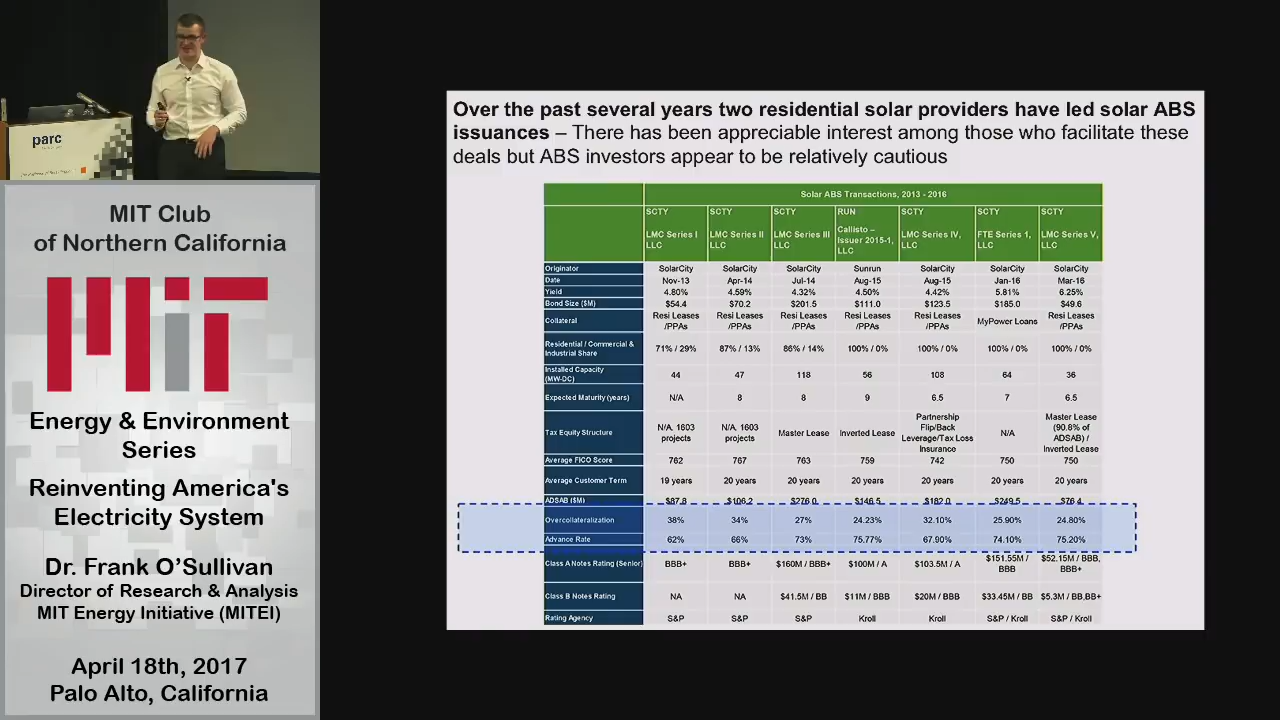 parc
MIT Club
of Northern California
MIT
Energy & Environment
Series
Reinventing America's
Electricity System
Dr. Frank O’Sullivan
Director of Research & Analysis
MIT Energy Initiative (MITEI)
April 18th, 2017
Palo Alto, California
Over the past several years two residential solar providers have led solar ABS
issuances – There has been appreciable interest among those who facilitate these
deals but ABS investors appear to be relatively cautious
Solar ABS Transactions, 2013 - 2016
SCTY LMC Series I LLC SCTY LMC Series II LLC SCTY LMC Series III LLC RUN Callisto – Issuer 2015-1, LLC SCTY LMC Series IV, LLC SCTY FTE Series 1, LLC SCTY LMC Series V, LLC
Originator SolarCity SolarCity SolarCity Sunrun SolarCity SolarCity SolarCity
Date Nov-13 Apr-14 Jul-14 Aug-15 Aug-15 Jan-16 Mar-16
Yield 4.80% 4.59% 4.32% 4.50% 4.42% 5.81% 6.25%
Bond Size ($M) $54.4 $70.2 $201.5 $111.0 $123.5 $185.0 $49.6
Collateral Resi Leases /PPAs Resi Leases /PPAs Resi Leases /PPAs Resi Leases /PPAs Resi Leases /PPAs MyPower Loans Resi Leases /PPAs
Residential / Commercial & Industrial Share 71% / 29% 87% / 13% 86% / 14% 100% / 0% 100% / 0% 100% / 0% 100% / 0%
Installed Capacity (MW-DC) 44 47 118 56 108 64 36
Expected Maturity (years) N/A 8 8 9 6.5 7 6.5
Tax Equity Structure N/A, 1603 projects N/A, 1603 projects Master Lease Inverted Lease Partnership Flip/Back Leverage/Tax Loss Insurance N/A Master Lease (90.8% of ADSAB) / Inverted Lease
Average FICO Score 762 767 763 759 742 750 750
Average Customer Term 19 years 20 years 20 years 20 years 20 years 20 years 20 years
ADSAB ($M) $87.8 $106.2 $276.0 $146.5 $182.0 $249.5 $76.4
Overcollateralization 38% 34% 27% 24.23% 32.10% 25.90% 24.80%
Advance Rate 62% 66% 73% 75.77% 67.90% 74.10% 75.20%
Class A Notes Rating (Senior) BBB+ BBB+ $160M / BBB+ $100M / A $103.5M / A $151.55M / BBB $52.15M / BBB, BBB+
Class B Notes Rating NA NA $41.5M / BB $11M / BBB $20M / BBB $33.45M / BB $5.3M / BB,BB+
Rating Agency S&P S&P S&P Kroll Kroll S&P / Kroll S&P / Kroll